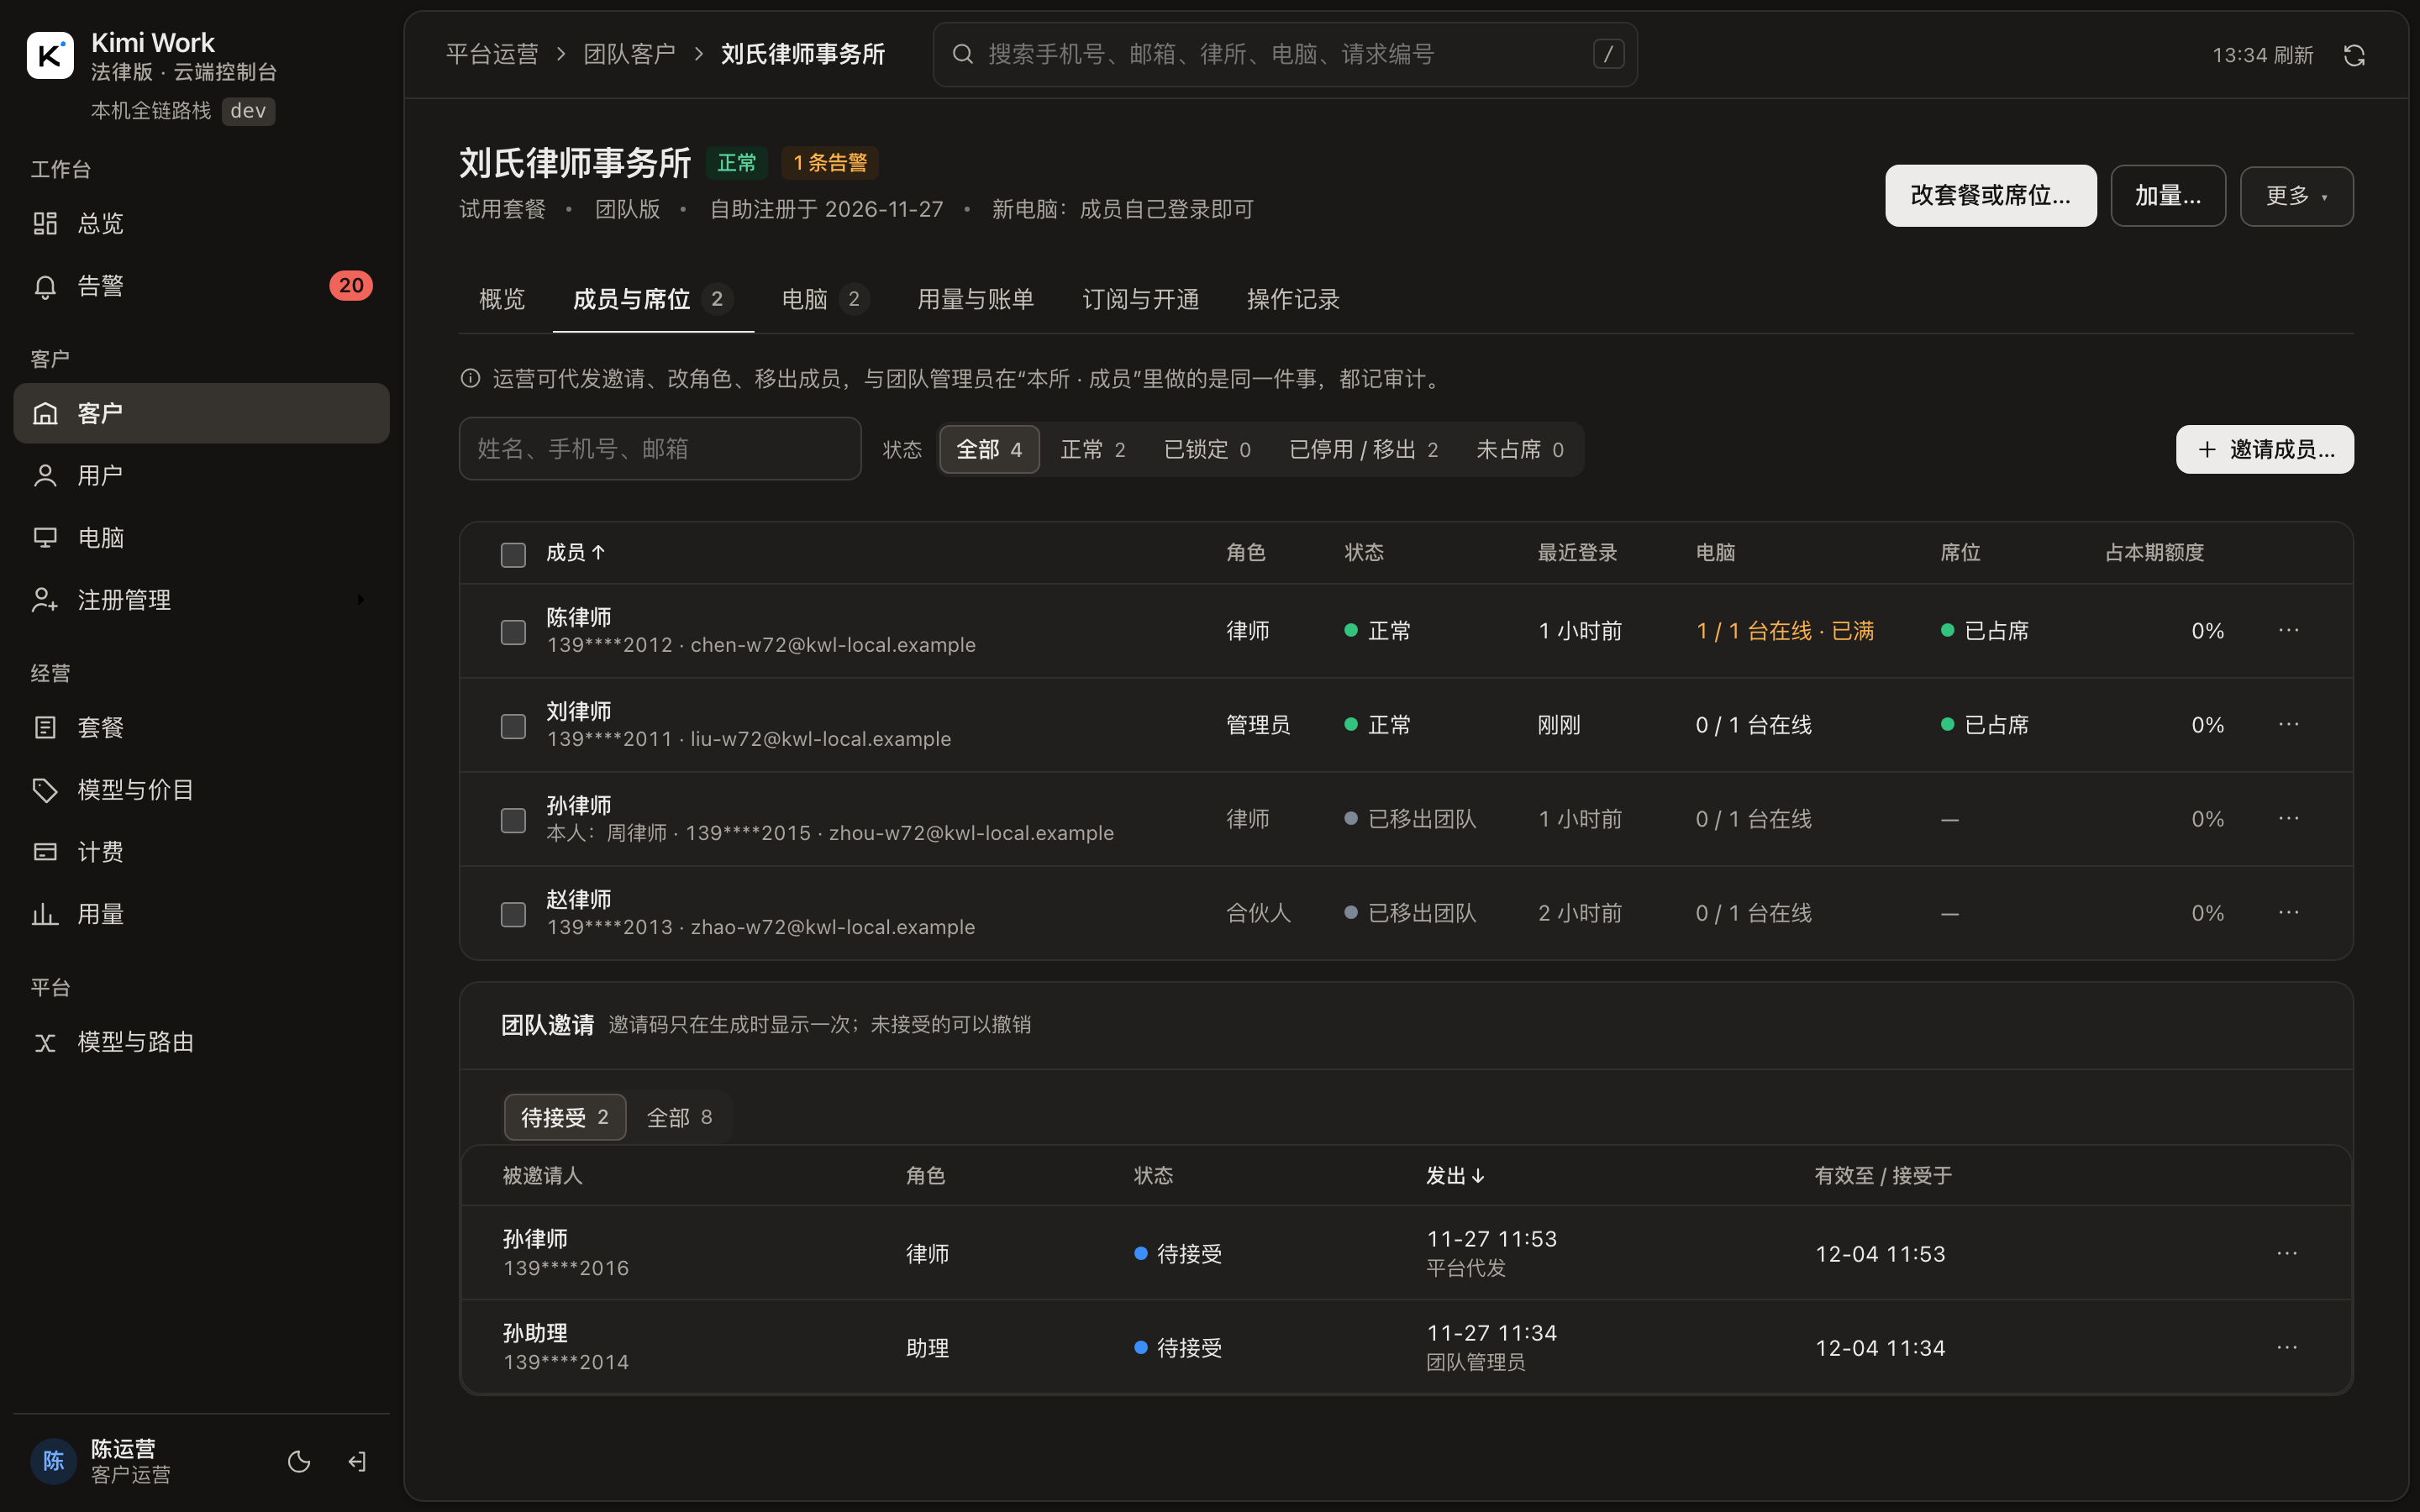 Kimi Work
法律版 · 云端控制台
本机全链路栈 dev
工作台
总览
告警 20
客户
客户
用户
电脑
注册管理
经营
套餐
模型与价目
计费
用量
平台
模型与路由
陈 陈运营
客户运营
平台运营 > 团队客户 > 刘氏律师事务所
搜索手机号、邮箱、律所、电脑、请求编号 /
13:34 刷新
刘氏律师事务所 正常 1 条告警
试用套餐 • 团队版 • 自助注册于 2026-11-27 • 新电脑：成员自己登录即可
改套餐或席位... 加量... 更多
概览 成员与席位 2 电脑 2 用量与账单 订阅与开通 操作记录
运营可代发邀请、改角色、移出成员，与团队管理员在“本所 · 成员”里做的是同一件事，都记审计。
姓名、手机号、邮箱 状态 全部 4 正常 2 已锁定 0 已停用 / 移出 2 未占席 0 + 邀请成员...
成员 ↑ 角色 状态 最近登录 电脑 席位 占本期额度
陈律师
139****2012 · chen-w72@kwl-local.example
律师 正常 1 小时前 1 / 1 台在线 · 已满 已占席 0% ···
刘律师
139****2011 · liu-w72@kwl-local.example
管理员 正常 刚刚 0 / 1 台在线 已占席 0% ···
孙律师
本人：周律师 · 139****2015 · zhou-w72@kwl-local.example
律师 已移出团队 1 小时前 0 / 1 台在线 — 0% ···
赵律师
139****2013 · zhao-w72@kwl-local.example
合伙人 已移出团队 2 小时前 0 / 1 台在线 — 0% ···
团队邀请 邀请码只在生成时显示一次；未接受的可以撤销
待接受 2 全部 8
被邀请人 角色 状态 发出 ↓ 有效至 / 接受于
孙律师
139****2016
律师 待接受
11-27 11:53
平台代发
12-04 11:53 ···
孙助理
139****2014
助理 待接受
11-27 11:34
团队管理员
12-04 11:34 ···